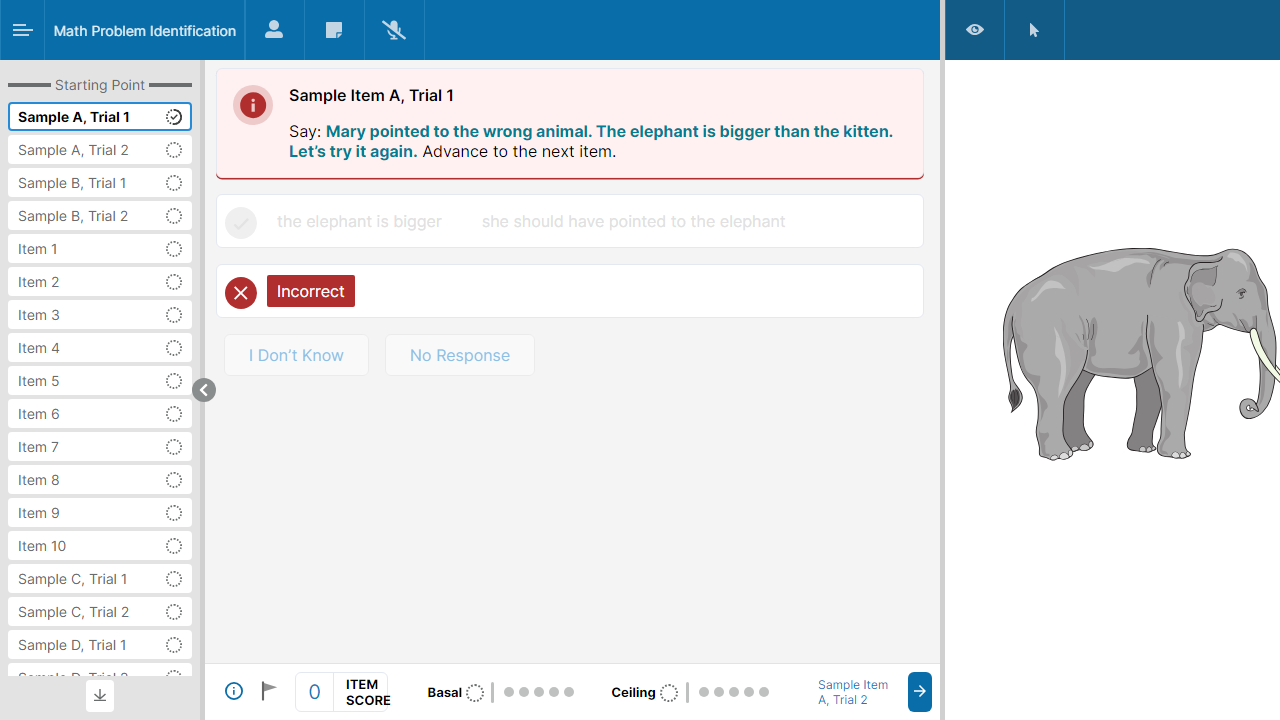 Math Problem Identification
Starting Point
Sample A, Trial 1
Sample A, Trial 2
Sample B, Trial 1
Sample B, Trial 2
Item 1
Item 2
Item 3
Item 4
Item 5
Item 6
Item 7
Item 8
Item 9
Item 10
Sample C, Trial 1
Sample C, Trial 2
Sample D, Trial 1
Sample Item A, Trial 1
Say: Mary pointed to the wrong animal. The elephant is bigger than the kitten.
Let’s try it again. Advance to the next item.
the elephant is bigger she should have pointed to the elephant
Incorrect
I Don’t Know No Response
0 ITEM
SCORE
Basal
Ceiling
Sample Item
A, Trial 2